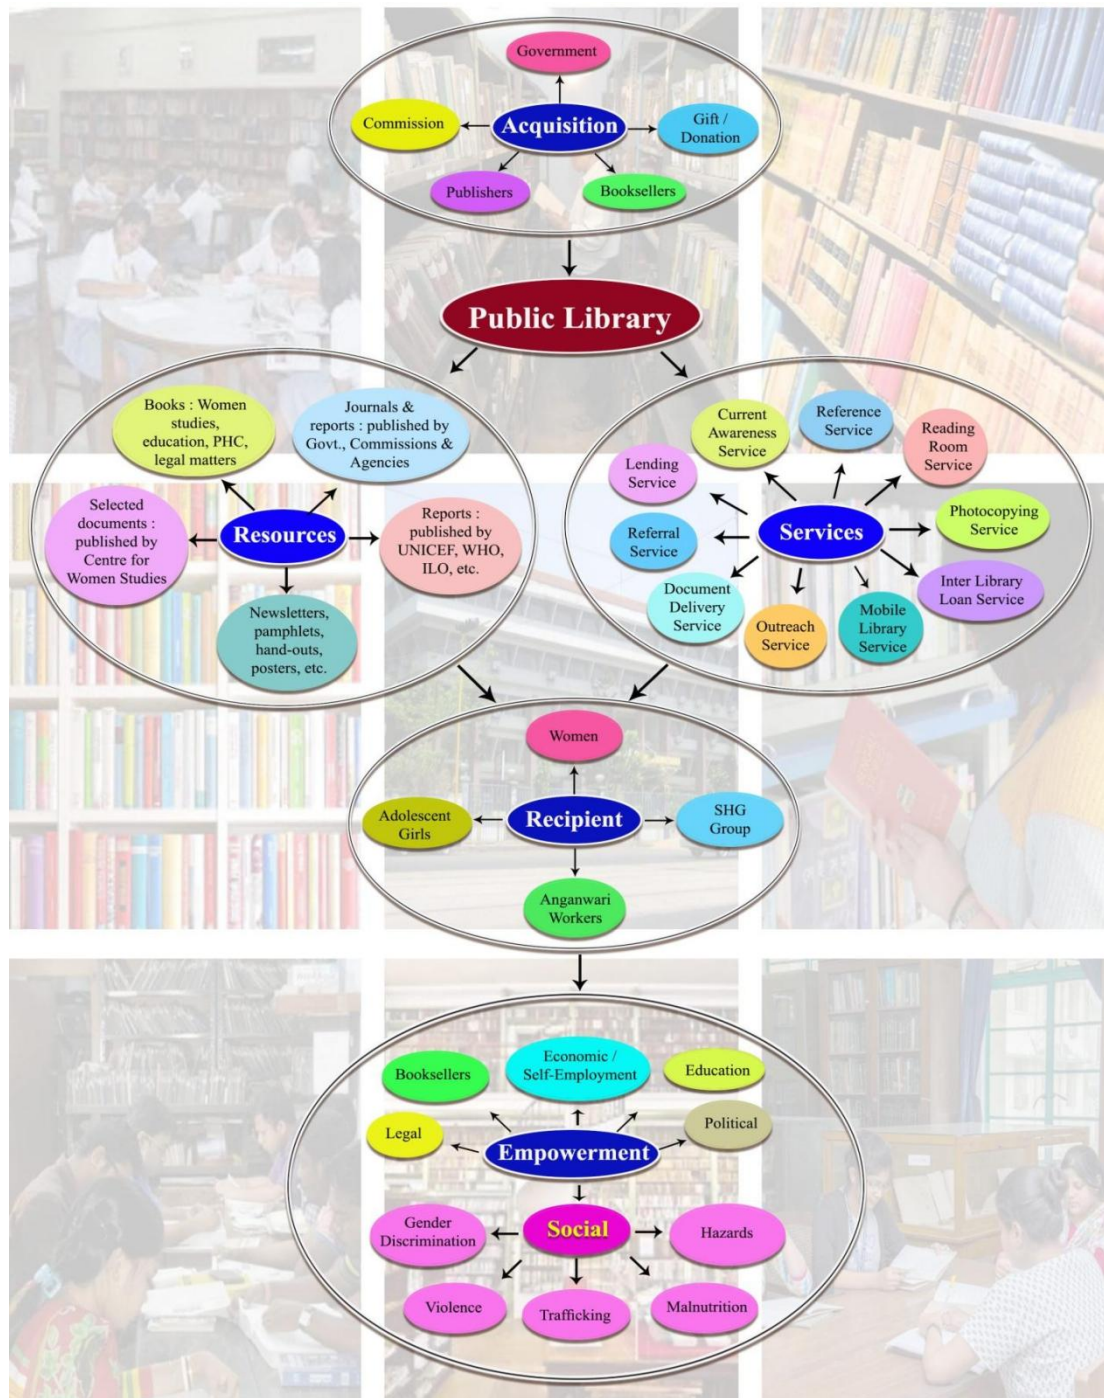 Government
Commission
Acquisition
Gift /
Donation
Publishers
Booksellers
Public Library
Books : Women
studies,
education, PHC,
legal matters
Journals &
reports : published by
Govt., Commissions &
Agencies
Selected
documents :
published by
Centre for
Women Studies
Resources
Reports :
published by
UNICEF, WHO,
ILO, etc.
Newsletters,
pamphlets,
hand-outs,
posters, etc.
Current
Awareness
Service
Reference
Service
Reading
Room
Service
Lending
Service
Referral
Service
Services
Photocopying
Service
Document
Delivery
Service
Outreach
Service
Mobile
Library
Service
Inter Library
Loan Service
Women
Adolescent
Girls
Recipient
SHG
Group
Anganwari
Workers
Booksellers
Economic /
Self-Employment
Education
Legal
Political
Empowerment
Gender
Discrimination
Social
Hazards
Violence
Trafficking
Malnutrition